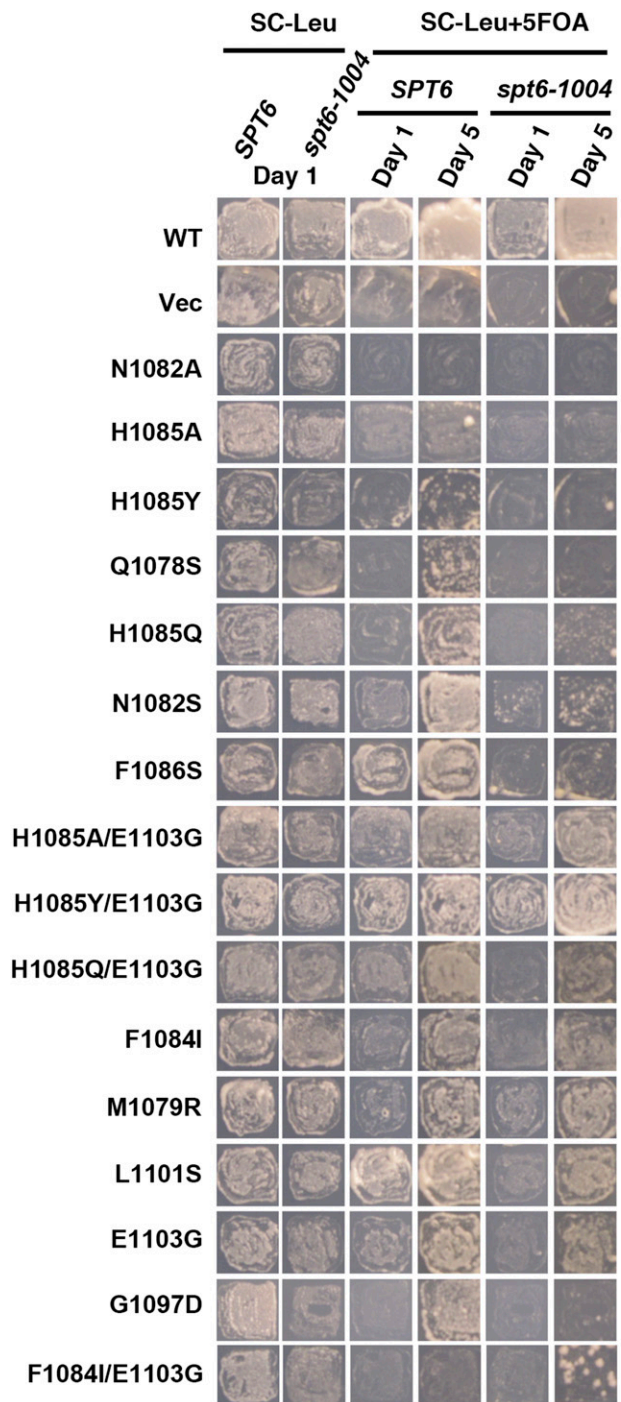 SC-Leu SC-Leu+5FOA
SPT6 spt6-1004
SPT6 spt6-1004
Day 1 Day 1 Day 5 Day 1 Day 5
WT
Vec
N1082A
H1085A
H1085Y
Q1078S
H1085Q
N1082S
F1086S
H1085A/E1103G
H1085Y/E1103G
H1085Q/E1103G
F1084I
M1079R
L1101S
E1103G
G1097D
F1084I/E1103G